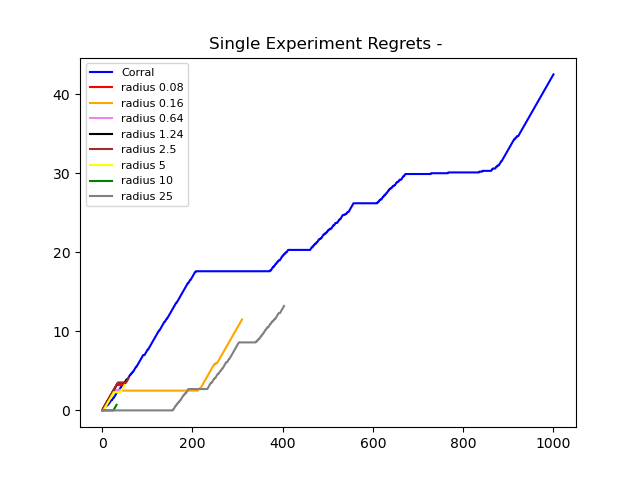 Single Experiment Regrets -
Corral
radius 0.08
radius 0.16
radius 0.64
radius 1.24
radius 2.5
radius 5
radius 10
radius 25
40
30
20
10
0
0 200 400 600 800 1000